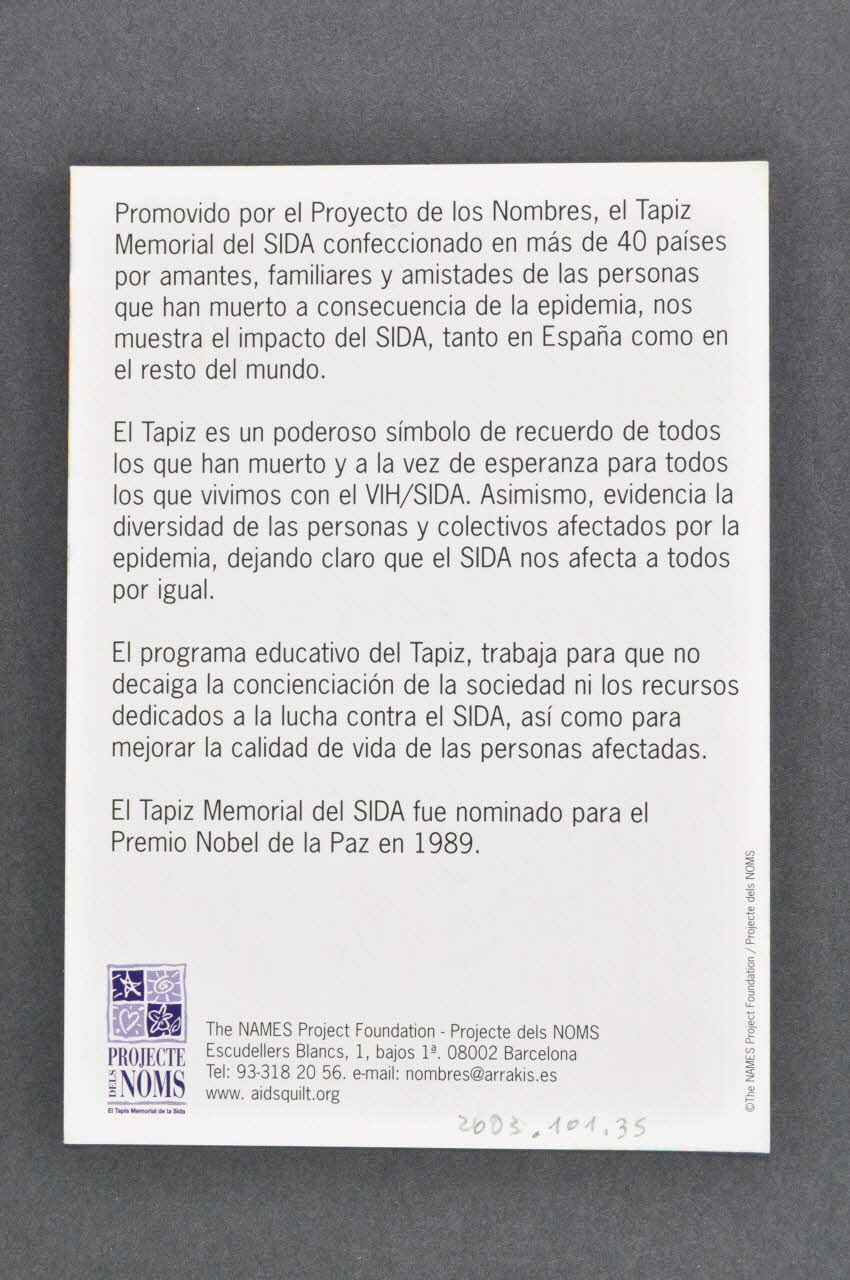 Promovido por el Proyecto de los Nombres, el Tapiz
Memorial del SIDA confeccionado en más de 40 países
por amantes, familiares y amistades de las personas
que han muerto a consecuencia de la epidemia, nos
muestra el impacto del SIDA, tanto en España como en
el resto del mundo.
El Tapiz es un poderoso símbolo de recuerdo de todos
los que han muerto y a la vez de esperanza para todos
los que vivimos con el VIH/SIDA. Asimismo, evidencia la
diversidad de las personas y colectivos afectados por la
epidemia, dejando claro que el SIDA nos afecta a todos
por igual.
El programa educativo del Tapiz, trabaja para que no
decaiga la concienciación de la sociedad ni los recursos
dedicados a la lucha contra el SIDA, así como para
mejorar la calidad de vida de las personas afectadas.
El Tapiz Memorial del SIDA fue nominado para el
Premio Nobel de la Paz en 1989.
©The NAMES Project Foundation / Projecte dels NOMS
PROJECTE
DELS NOMS
El Tapís Memorial de la Sida
The NAMES Project Foundation - Projecte dels NOMS
Escudellers Blancs, 1, bajos 1ª. 08002 Barcelona
Tel: 93-318 20 56. e-mail: nombres@arrakis.es
www. aidsquilt.org
2003.101.35